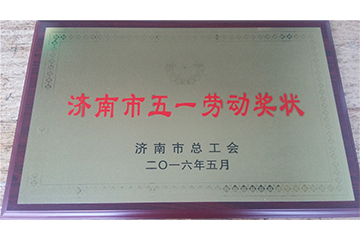 济南市五一劳动奖状
济南市总工会
二〇一六年五月